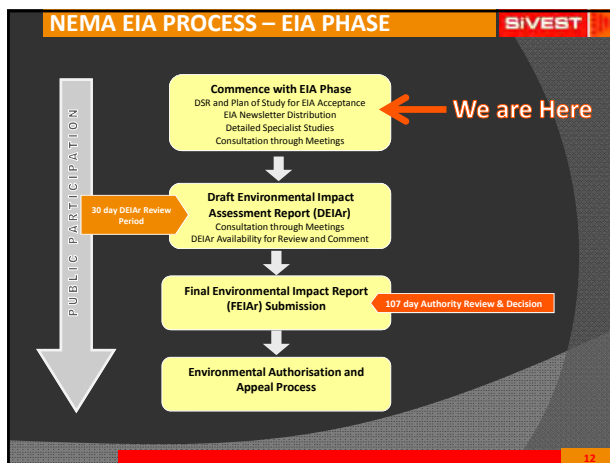 NEMA EIA PROCESS – EIA PHASE
SiVEST
Commence with EIA Phase
DSR and Plan of Study for EIA Acceptance
EIA Newsletter Distribution
Detailed Specialist Studies
Consultation through Meetings
We are Here
PUBLIC PARTICIPATION
30 day DEIAr Review
Period
Draft Environmental Impact
Assessment Report (DEIAr)
Consultation through Meetings
DEIAr Availability for Review and Comment
Final Environmental Impact Report
(FEIAr) Submission
107 day Authority Review & Decision
Environmental Authorisation and
Appeal Process
12